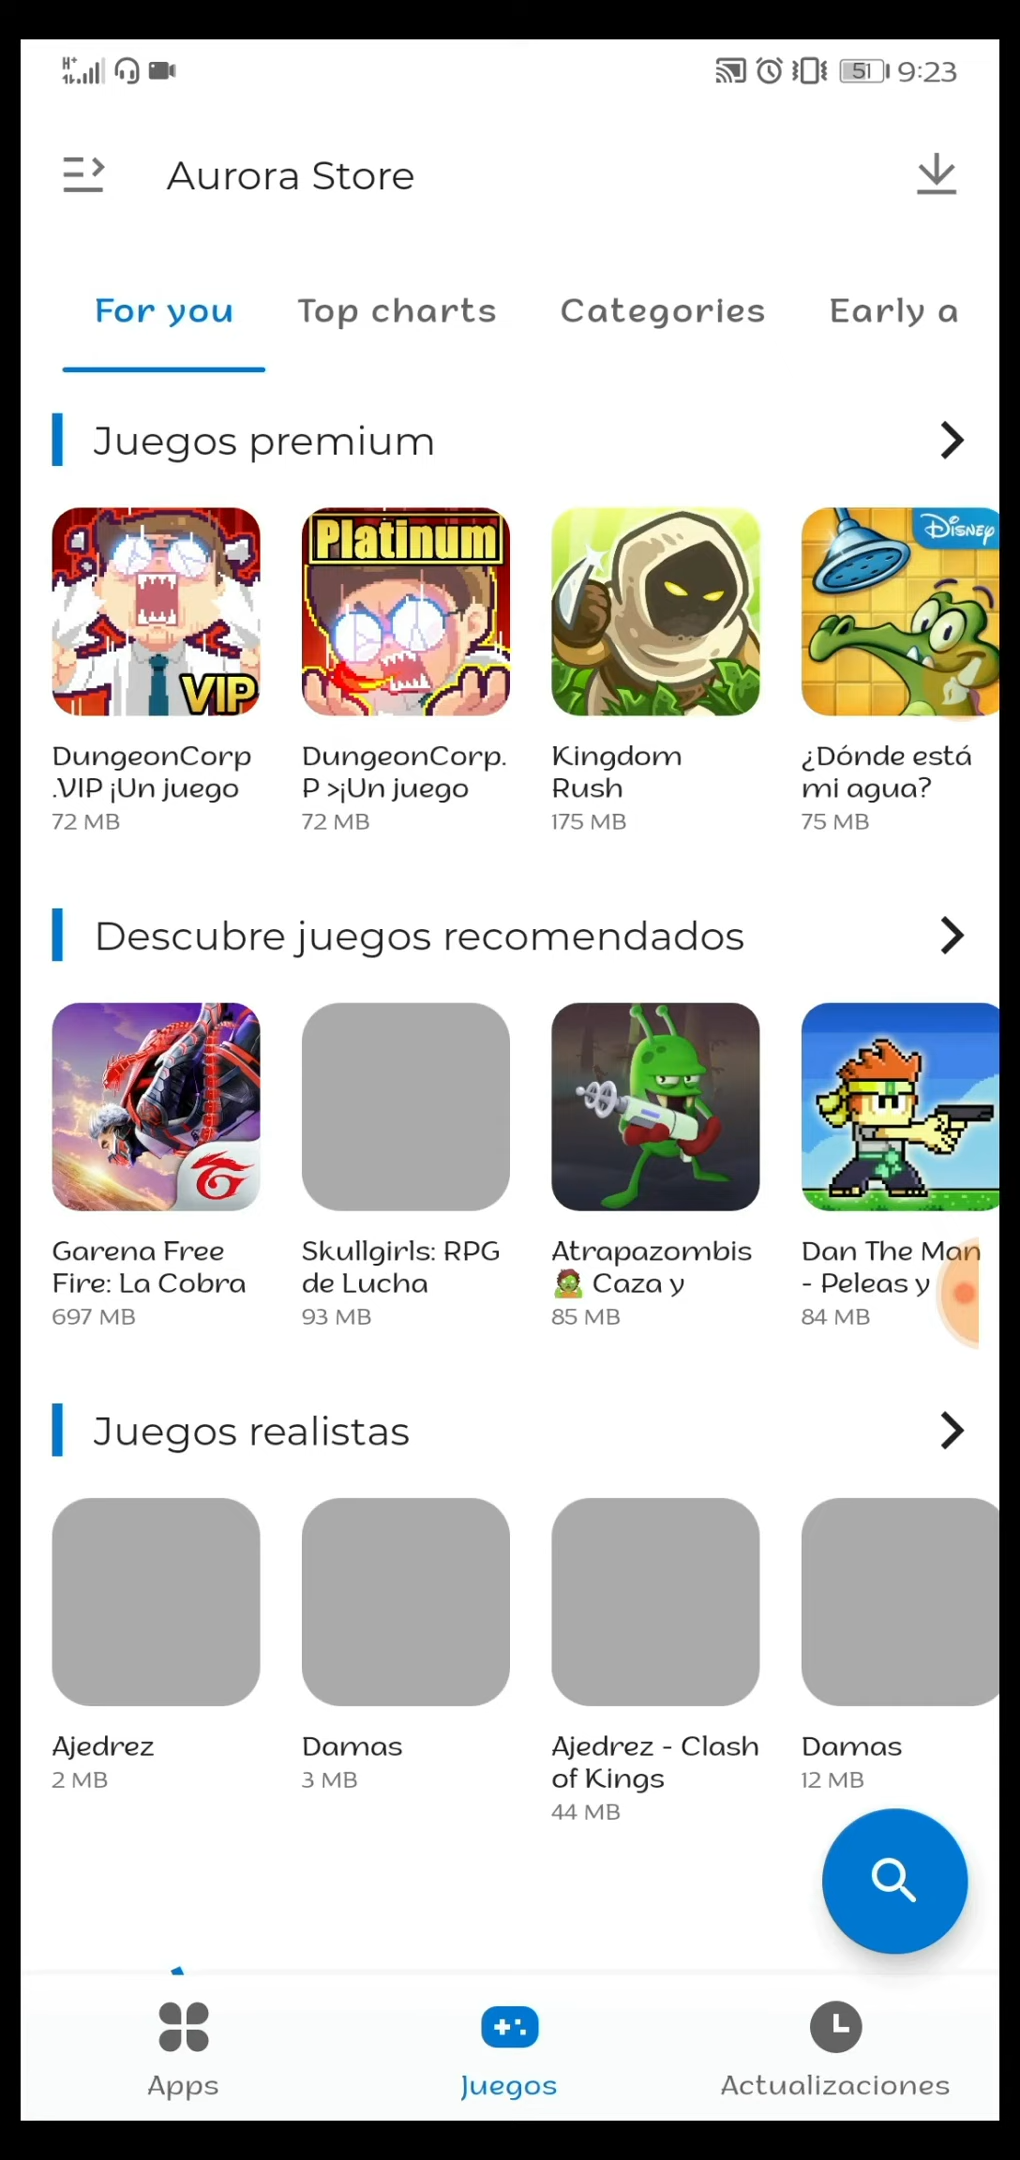 H+
51 9:23
Aurora Store
For you Top charts Categories Early a
Juegos premium
VIP
Platinum
Disney
DungeonCorp DungeonCorp. Kingdom ¿Dónde está
.VIP ¡Un juego P >¡Un juego Rush mi agua?
72 MB 72 MB 175 MB 75 MB
Descubre juegos recomendados
Garena Free Skullgirls: RPG Atrapazombis Dan The Man
Fire: La Cobra de Lucha 🧟 Caza y - Peleas y
697 MB 93 MB 85 MB 84 MB
Juegos realistas
Ajedrez Damas Ajedrez - Clash Damas
2 MB 3 MB of Kings 12 MB
44 MB
Apps Juegos Actualizaciones